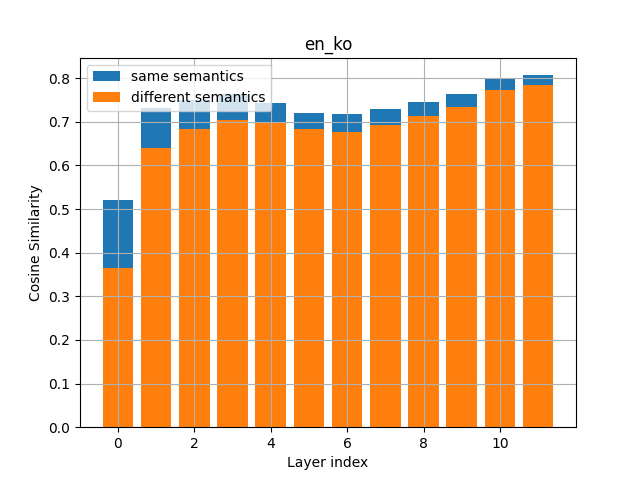 en_ko
same semantics
different semantics
Cosine Similarity
0.8
0.7
0.6
0.5
0.4
0.3
0.2
0.1
0.0
0 2 4 6 8 10
Layer index